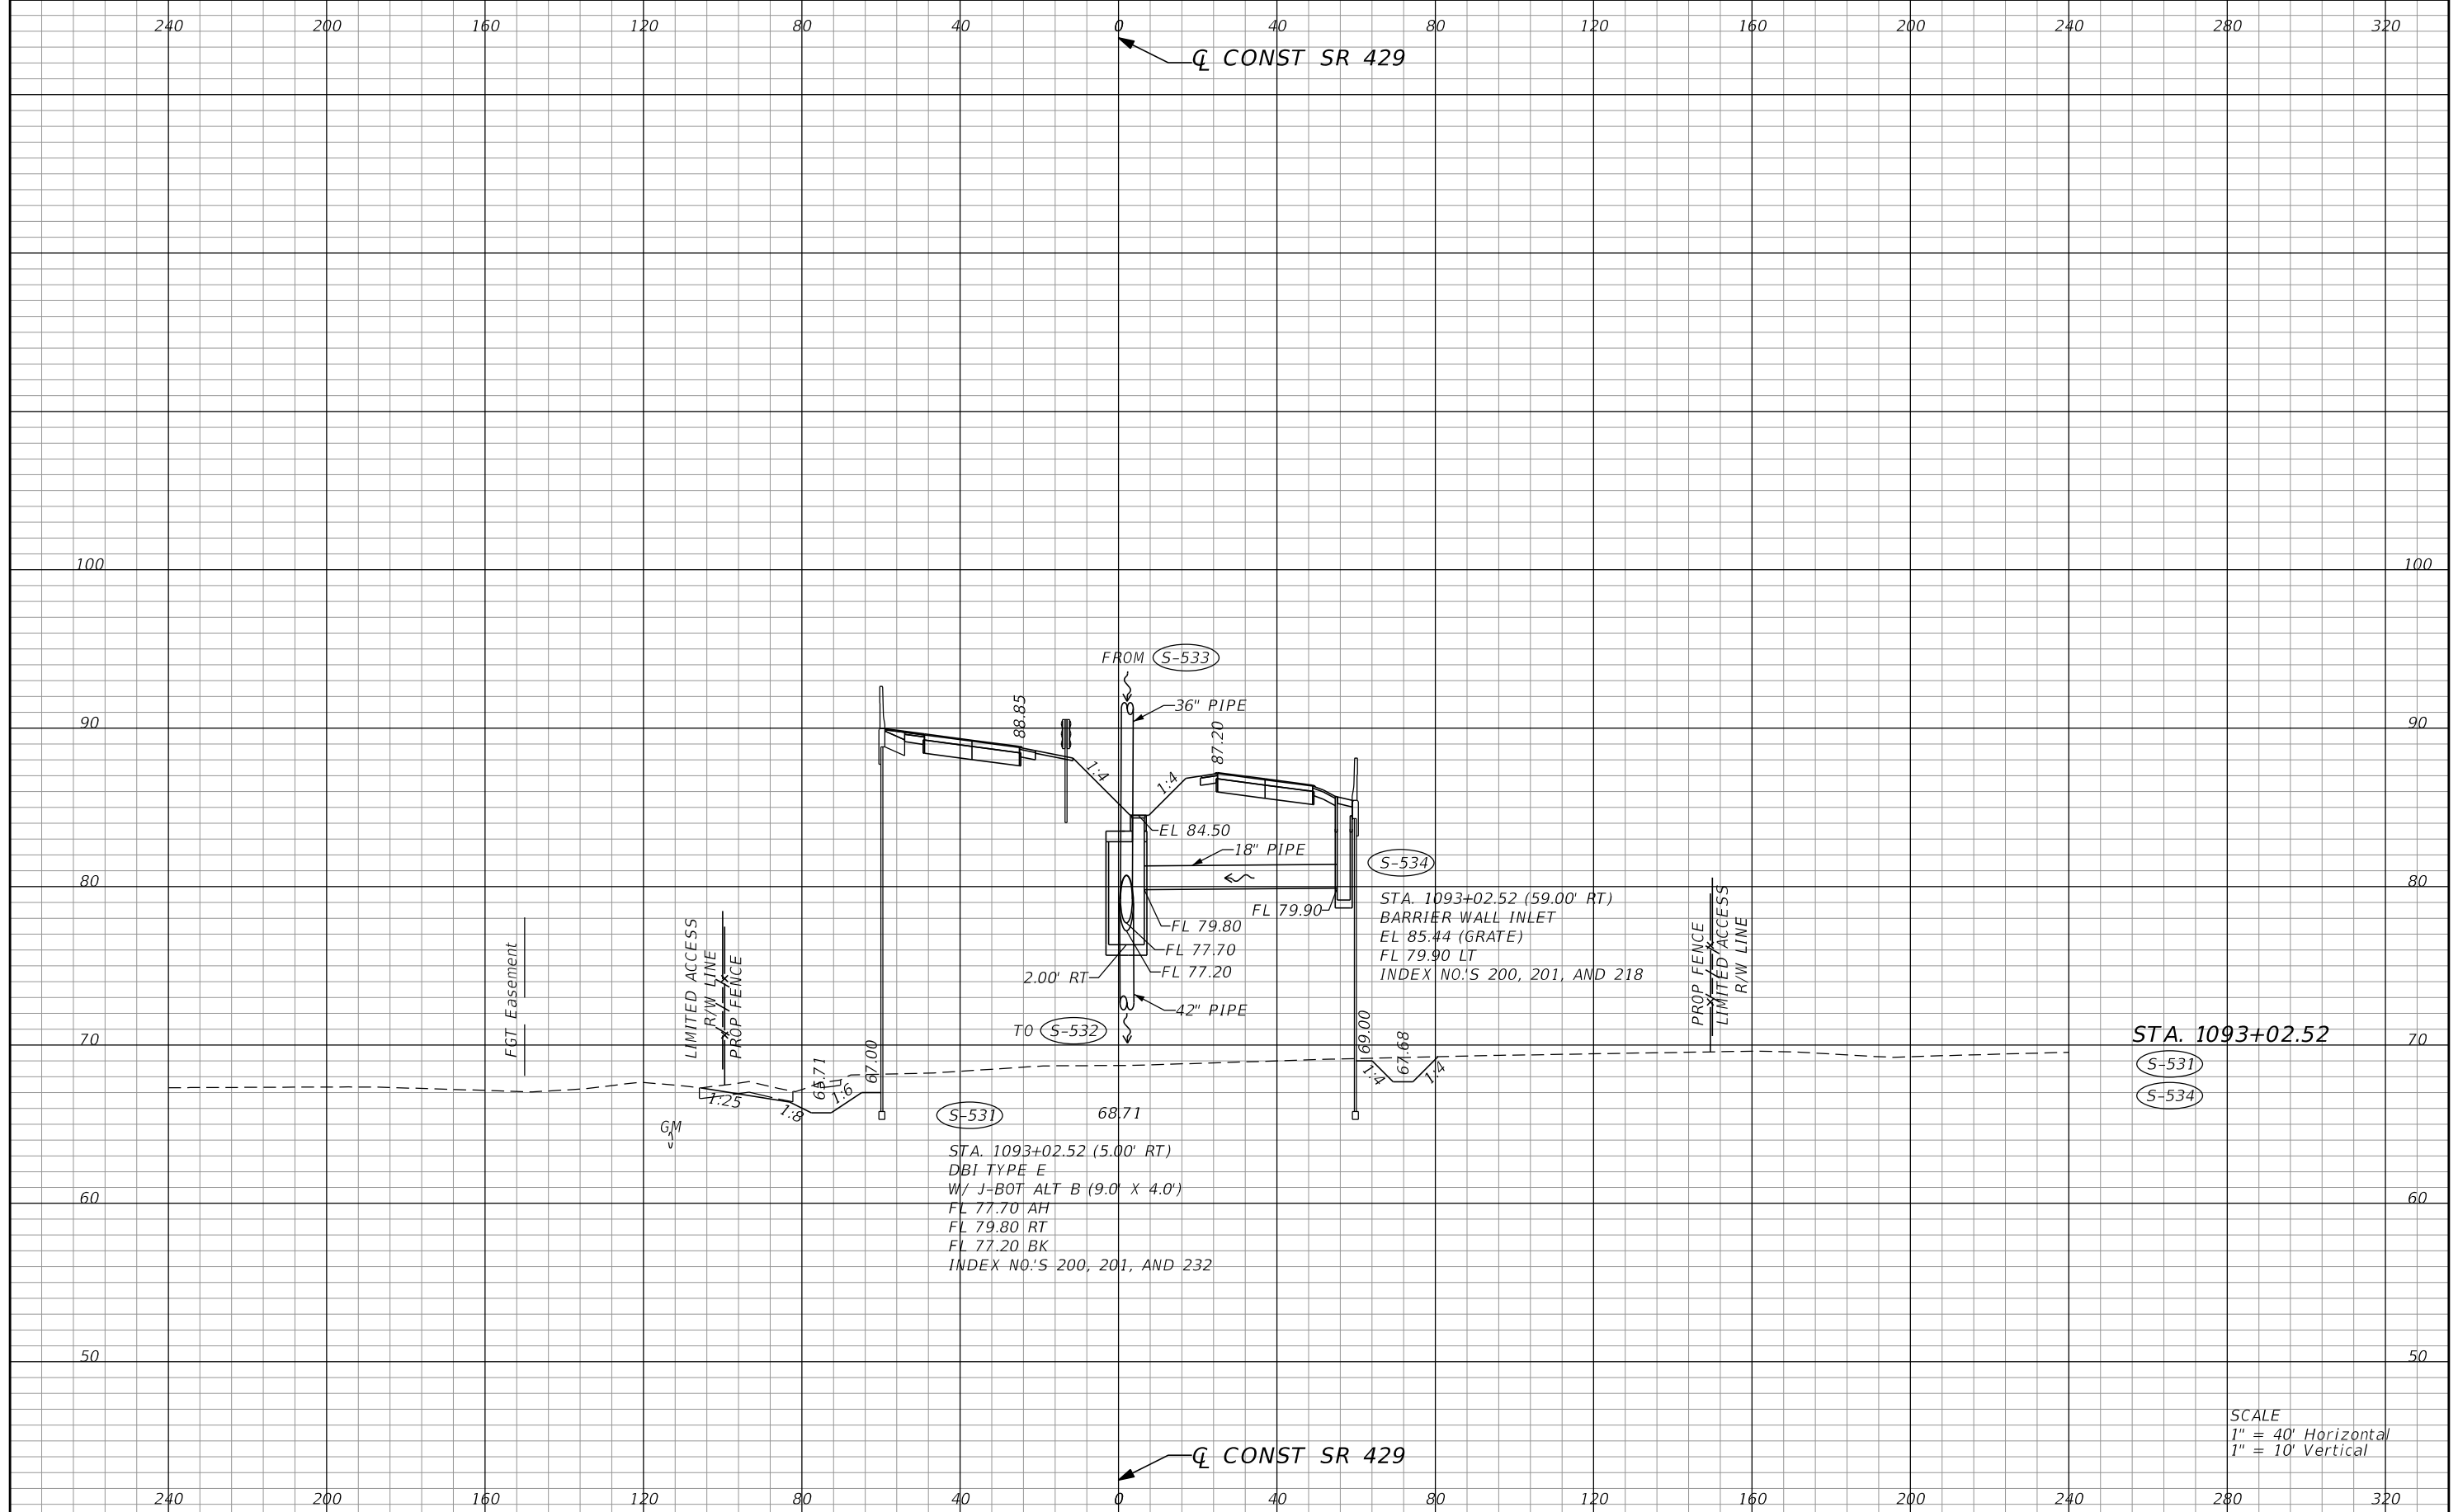 240 200 160 120 80 40 0 40 80 120 160 200 240 280 320
℄ CONST SR 429
100 100
FROM S-533
36" PIPE
88.85
87.20
90 90
1:4
1:4
EL 84.50
18" PIPE
S-534
80 80
STA. 1093+02.52 (59.00' RT)
BARRIER WALL INLET
EL 85.44 (GRATE)
FL 79.90 LT
INDEX NO.'S 200, 201, AND 218
FL 79.90
FL 79.80
FL 77.70
FL 77.20
2.00' RT
42" PIPE
TO S-532
FGT Easement
LIMITED ACCESS
R/W LINE
PROP FENCE
PROP FENCE
LIMITED ACCESS
R/W LINE
70 70
STA. 1093+02.52
S-531
S-534
65.71
67.00
69.00
67.68
1:25
1:8
1:6
1:4
1:4
GM
S-531
68.71
STA. 1093+02.52 (5.00' RT)
DBI TYPE E
W/ J-BOT ALT B (9.0' X 4.0')
FL 77.70 AH
FL 79.80 RT
FL 77.20 BK
INDEX NO.'S 200, 201, AND 232
60 60
50 50
SCALE
1" = 40' Horizontal
1" = 10' Vertical
℄ CONST SR 429
240 200 160 120 80 40 0 40 80 120 160 200 240 280 320